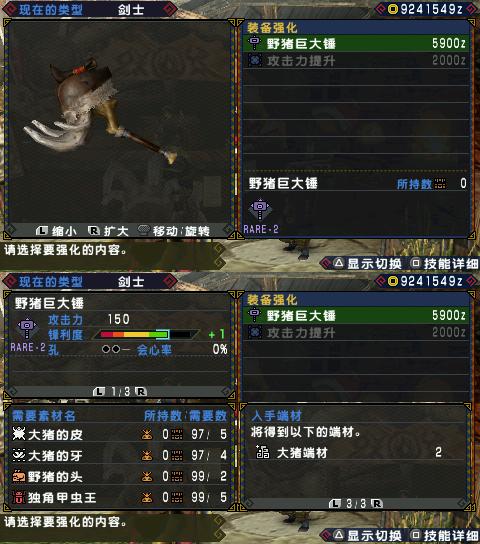 现在的类型 剑士 9241549z
装备强化
野猪巨大锤 5900z
攻击力提升 2000z
野猪巨大锤 所持数 0
RARE-2
L 缩小 R 扩大 移动/旋转
请选择要强化的内容。
△显示切换 □技能详细
现在的类型 剑士 9241549z
野猪巨大锤
攻击力 150
锋利度 +1
RARE-2 孔 ●●— 会心率 0%
L 1/3 R
装备强化
野猪巨大锤 5900z
攻击力提升 2000z
需要素材名 所持数/需要数
大猪的皮 0 97/ 5
大猪的牙 0 97/ 4
野猪的头 0 99/ 2
独角甲虫王 0 99/ 5
入手端材
将得到以下的端材。
大猪端材 2
L 3/3 R
请选择要强化的内容。
△显示切换 □技能详细